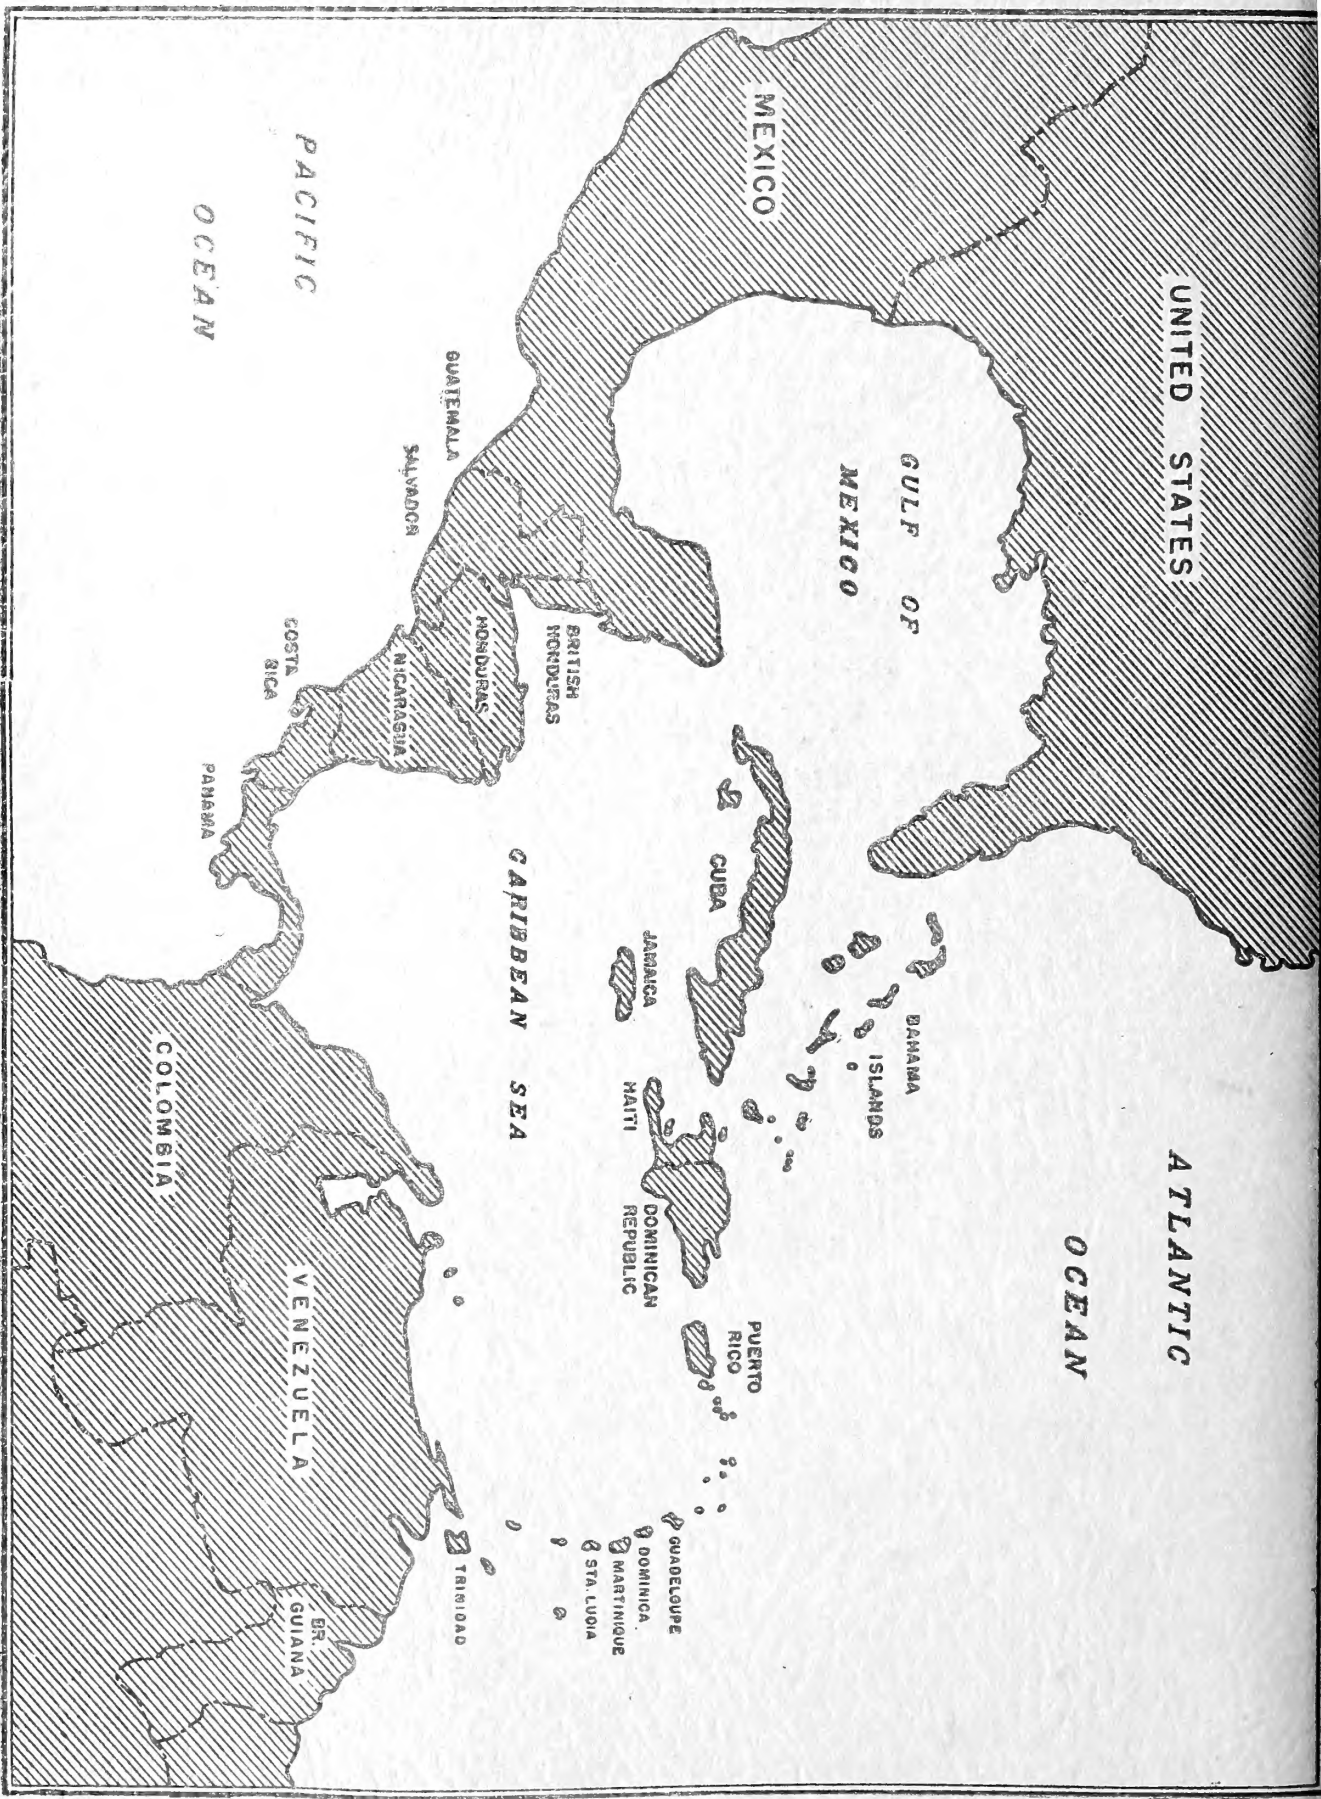 UNITED STATES
MEXICO
ATLANTIC
OCEAN
GULF OF
MEXICO
BAHAMA
ISLANDS
CUBA
PUERTO
RICO
JAMAICA
HAITI
DOMINICAN
REPUBLIC
GUADELOUPE
DOMINICA.
MARTINIQUE
STA. LUCIA
BRITISH
HONDURAS
CARIBBEAN SEA
HONDURAS
GUATEMALA
SALVADOR
NICARAGUA
TRINIDAD
PACIFIC
OCEAN
COSTA
RICA
PANAMA
VENEZUELA
BR.
GUIANA
COLOMBIA